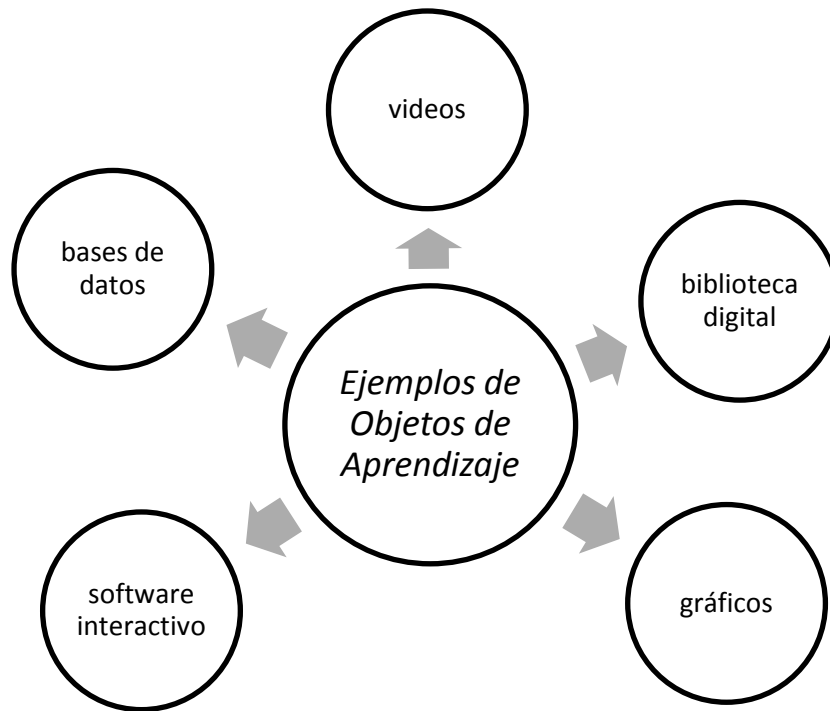 videos
bases de
datos
biblioteca
digital
Ejemplos de
Objetos de
Aprendizaje
software
interactivo
gráficos